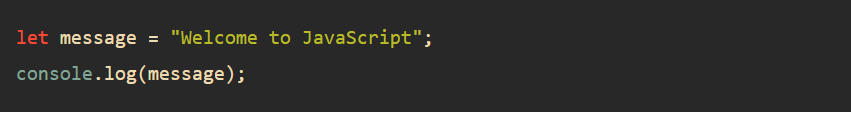 let message = "Welcome to JavaScript";
console.log(message);